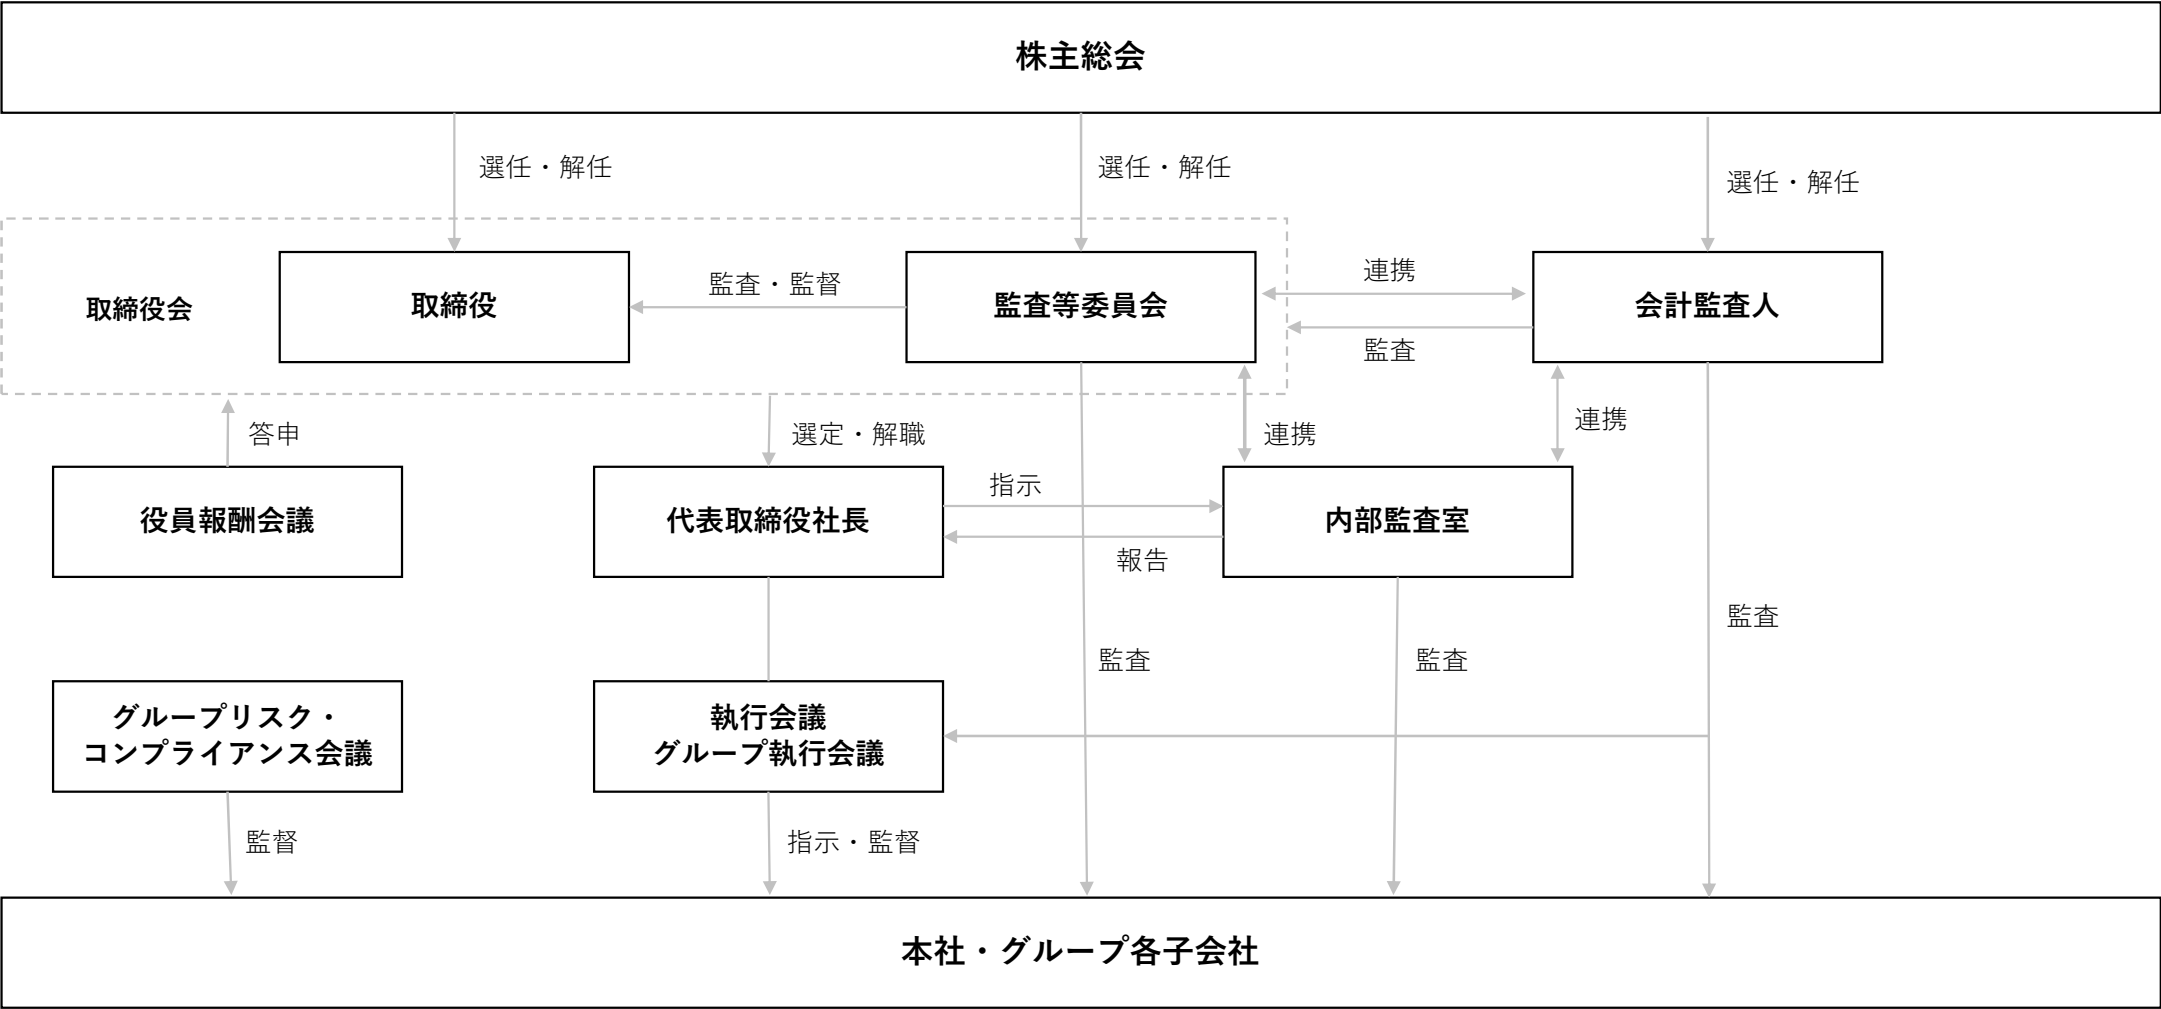 株主総会
選任・解任
選任・解任
選任・解任
取締役会
取締役
監査・監督
監査等委員会
連携
監査
会計監査人
答申
選定・解職
連携
連携
役員報酬会議
代表取締役社長
指示
報告
内部監査室
監査
監査
監査
グループリスク・
コンプライアンス会議
執行会議
グループ執行会議
監督
指示・監督
本社・グループ各子会社